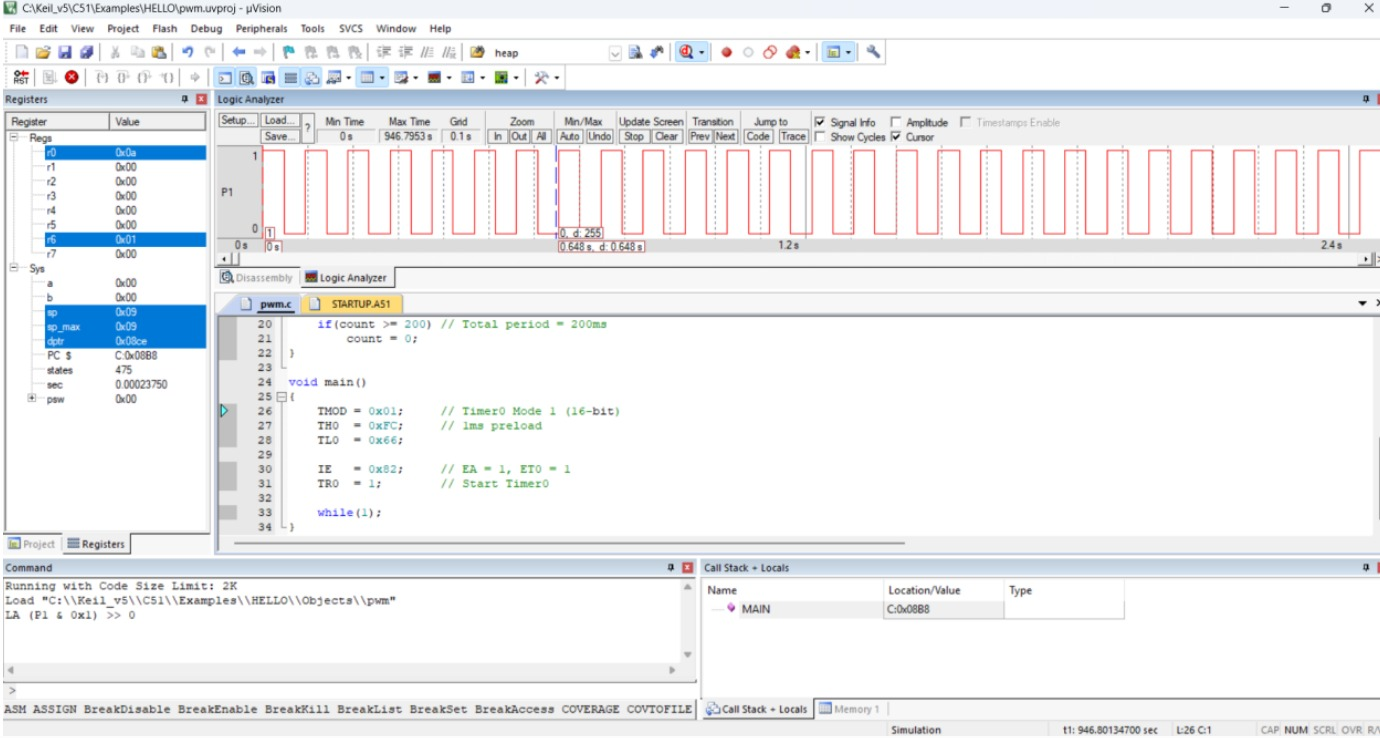 C:\Keil_v5\C51\Examples\HELLO\pwm.uvproj - µVision
File Edit View Project Flash Debug Peripherals Tools SVCS Window Help
heap
RST
Registers
Register Value
Regs
r0 0x0a
r1 0x00
r2 0x00
r3 0x00
r4 0x00
r5 0x00
r6 0x01
r7 0x00
Sys
a 0x00
b 0x00
sp 0x09
sp_max 0x09
dptr 0x08ce
PC $ C:0x08B8
states 475
sec 0.00023750
psw 0x00
Project Registers
Logic Analyzer
Setup... Load... ? Min Time Max Time Grid Zoom Min/Max Update Screen Transition Jump to Signal Info Amplitude Timestamps Enable
Save... 0 s 946.7953 s 0.1 s In Out All Auto Undo Stop Clear Prev Next Code Trace Show Cycles Cursor
1
P1
0 1 0, d: 255
0 s 0 s 0.648 s, d: 0.648 s 1.2 s 2.4 s
Disassembly Logic Analyzer
pwm.c STARTUP.A51
20 if(count >= 200) // Total period = 200ms
21 count = 0;
22 }
23
24 void main()
25 {
26 TMOD = 0x01; // Timer0 Mode 1 (16-bit)
27 TH0 = 0xFC; // 1ms preload
28 TL0 = 0x66;
29
30 IE = 0x82; // EA = 1, ET0 = 1
31 TR0 = 1; // Start Timer0
32
33 while(1);
34 }
Command
Running with Code Size Limit: 2K
Load "C:\\Keil_v5\\C51\\Examples\\HELLO\\Objects\\pwm"
LA (P1 & 0x1) >> 0
>
ASM ASSIGN BreakDisable BreakEnable BreakKill BreakList BreakSet BreakAccess COVERAGE COVTOFILE
Call Stack + Locals
Name Location/Value Type
MAIN C:0x08B8
Call Stack + Locals Memory 1
Simulation t1: 946.80134700 sec L:26 C:1 CAP NUM SCRL OVR R/